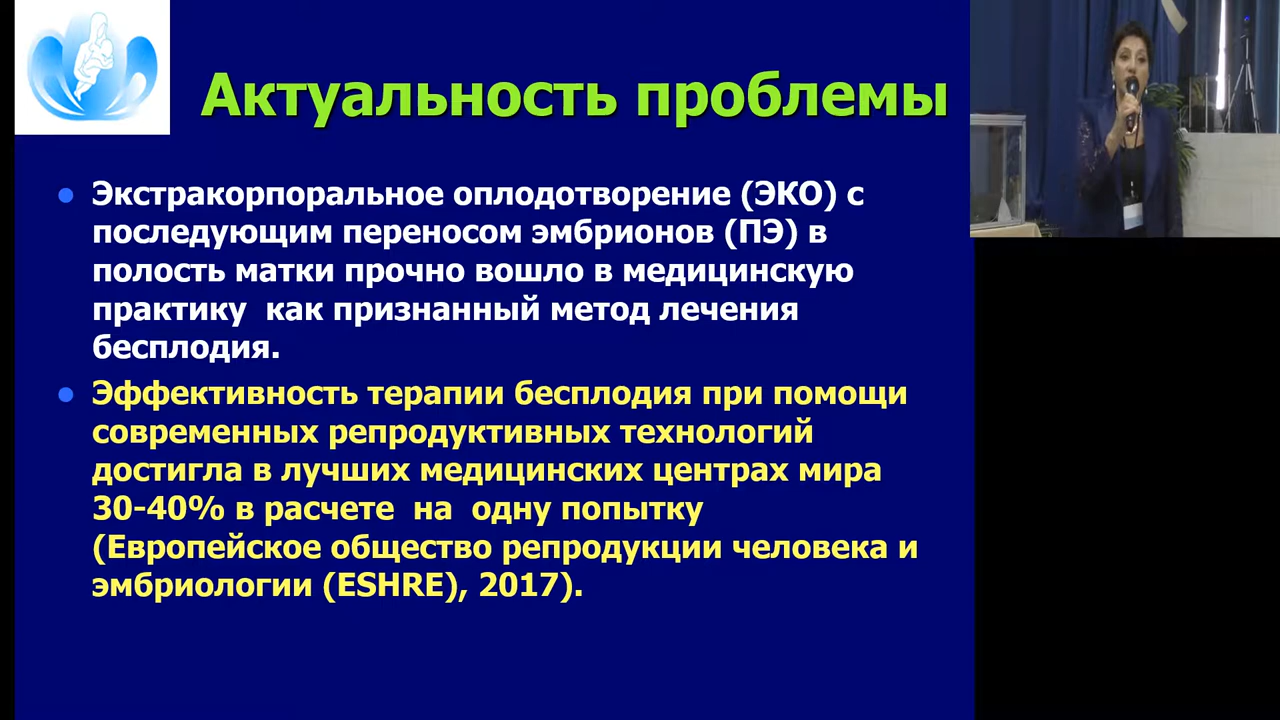 Актуальность проблемы
Экстракорпоральное оплодотворение (ЭКО) с
последующим переносом эмбрионов (ПЭ) в
полость матки прочно вошло в медицинскую
практику как признанный метод лечения
бесплодия.
Эффективность терапии бесплодия при помощи
современных репродуктивных технологий
достигла в лучших медицинских центрах мира
30-40% в расчете на одну попытку
(Европейское общество репродукции человека и
эмбриологии (ESHRE), 2017).